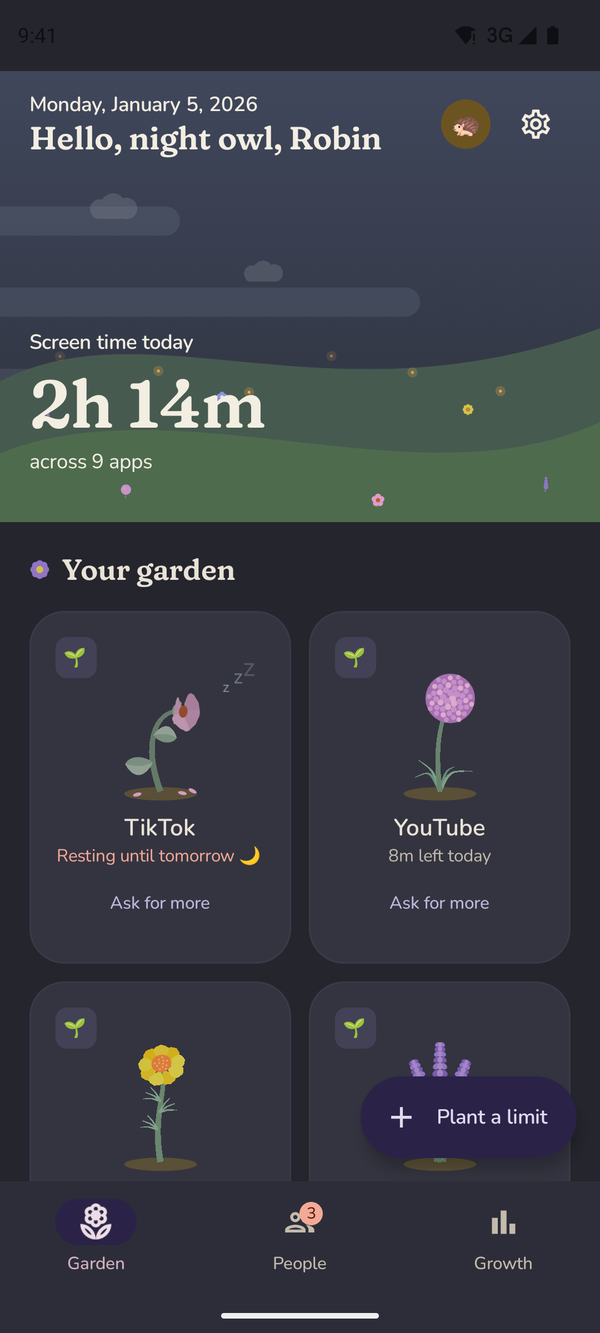 9:41
3G
Monday, January 5, 2026
Hello, night owl, Robin
Screen time today
2h 14m
across 9 apps
Your garden
z z Z
TikTok
Resting until tomorrow 🌙
Ask for more
YouTube
8m left today
Ask for more
Plant a limit
3
Garden
People
Growth